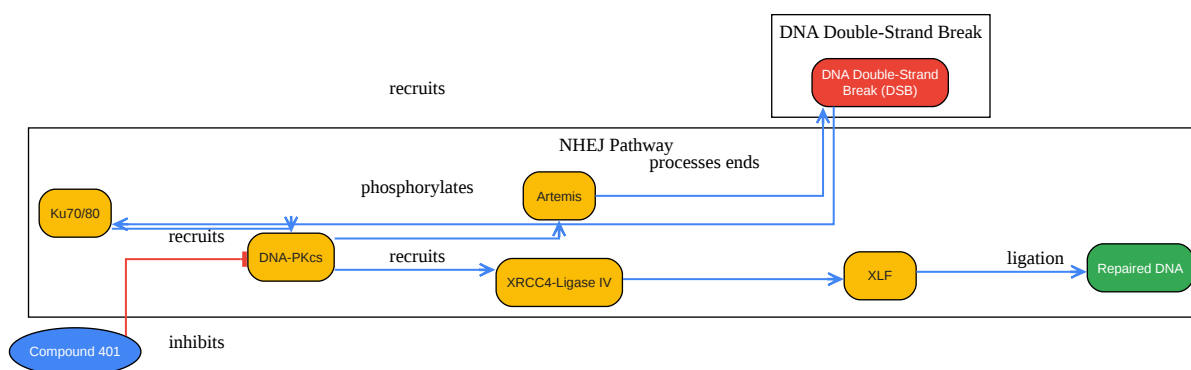 DNA Double-Strand Break
DNA Double-Strand
Break (DSB)
recruits
NHEJ Pathway
processes ends
phosphorylates
Artemis
Ku70/80
recruits
DNA-PKcs
recruits
XRCC4-Ligase IV
XLF
ligation
Repaired DNA
inhibits
Compound 401